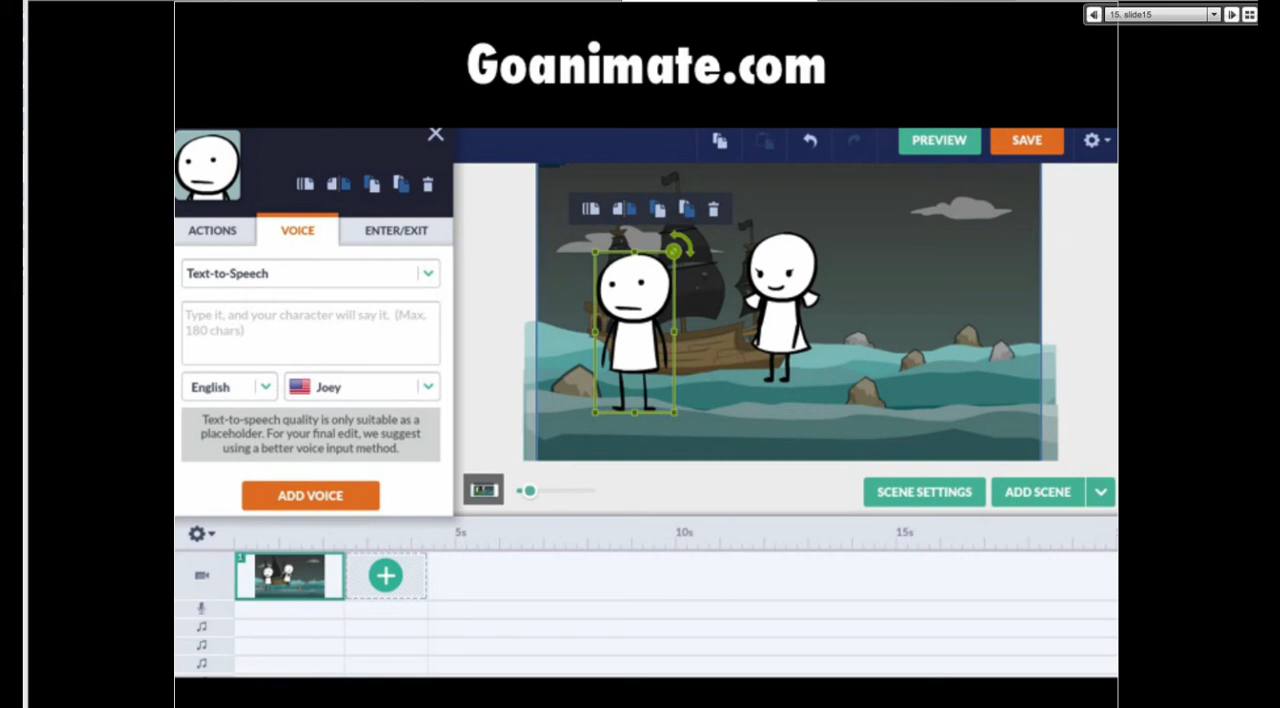 15. slide15
Goanimate.com
PREVIEW
SAVE
ACTIONS
VOICE
ENTER/EXIT
Text-to-Speech
Type it, and your character will say it. (Max.
180 chars)
English
Joey
Text-to-speech quality is only suitable as a
placeholder. For your final edit, we suggest
using a better voice input method.
ADD VOICE
SCENE SETTINGS
ADD SCENE
5s
10s
15s
1